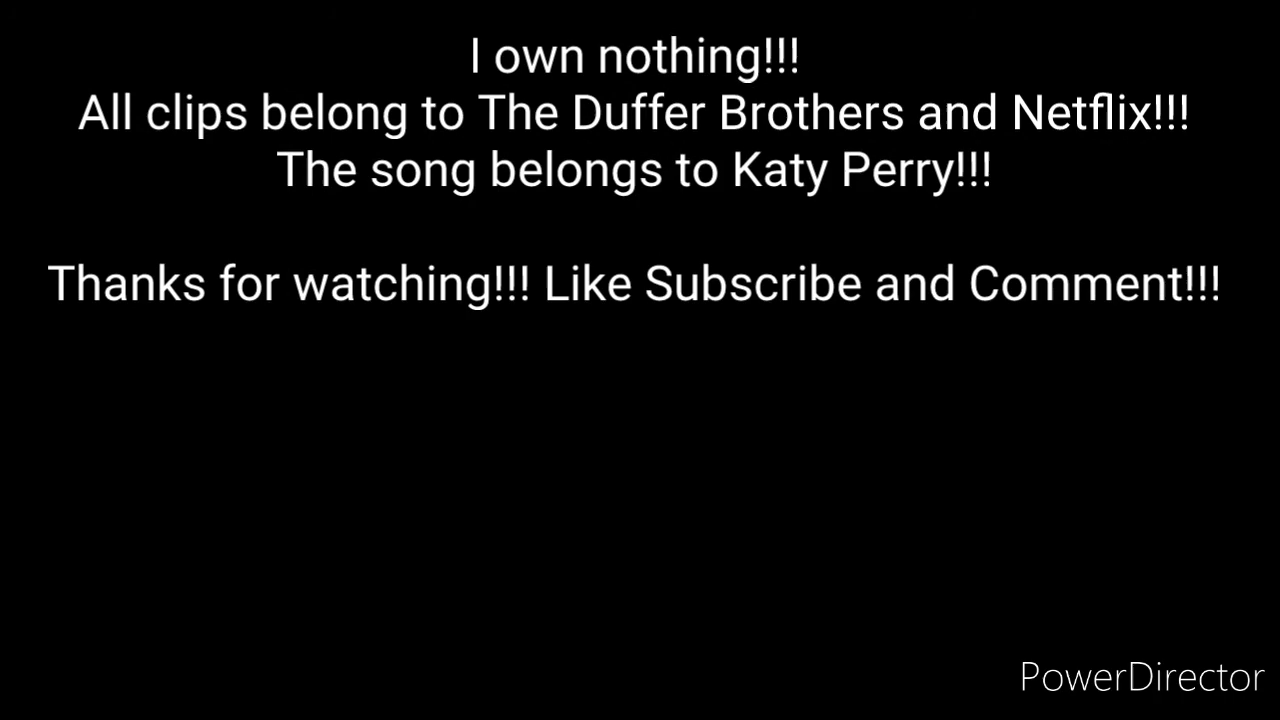 I own nothing!!!
All clips belong to The Duffer Brothers and Netflix!!!
The song belongs to Katy Perry!!!
Thanks for watching!!! Like Subscribe and Comment!!!
PowerDirector